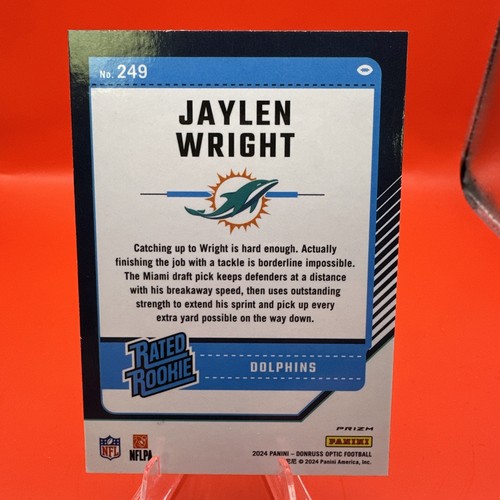 No. 249
JAYLEN
WRIGHT
Catching up to Wright is hard enough. Actually
finishing the job with a tackle is borderline impossible.
The Miami draft pick keeps defenders at a distance
with his breakaway speed, then uses outstanding
strength to extend his sprint and pick up every
extra yard possible on the way down.
RATED
ROOKIE
DOLPHINS
PRIZM
NFL
NFLPA
PANINI
2024 PANINI – DONRUSS OPTIC FOOTBALL
© 2024 Panini America, Inc.